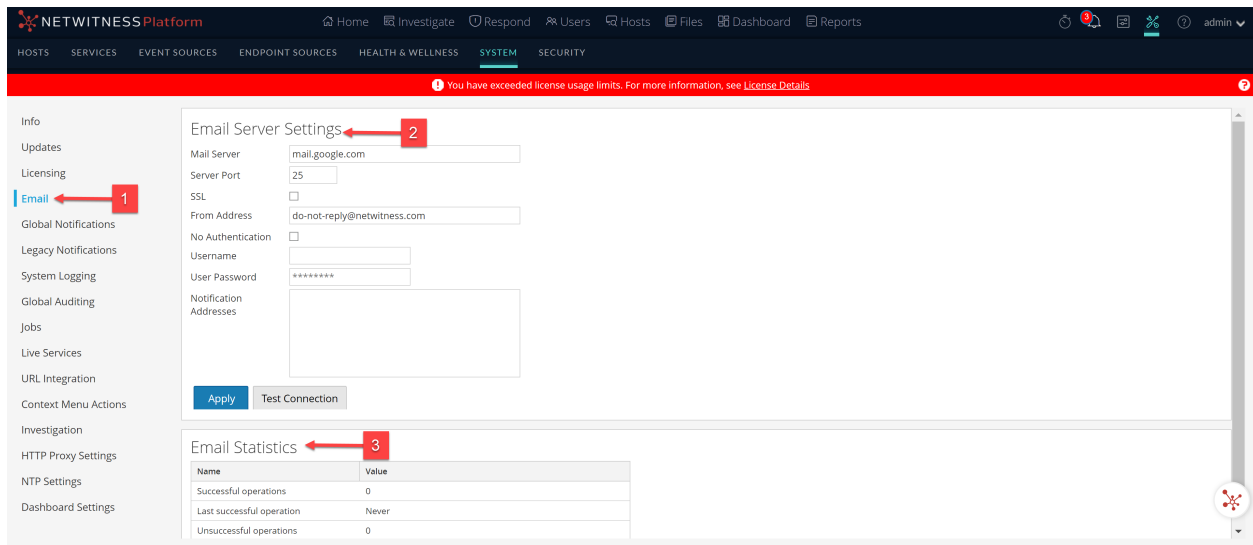 NETWITNESS Platform
Home Investigate Respond Users Hosts Files Dashboard Reports
3
admin
HOSTS SERVICES EVENT SOURCES ENDPOINT SOURCES HEALTH & WELLNESS SYSTEM SECURITY
You have exceeded license usage limits. For more information, see License Details
Info
Updates
Licensing
Email
1
Global Notifications
Legacy Notifications
System Logging
Global Auditing
Jobs
Live Services
URL Integration
Context Menu Actions
Investigation
HTTP Proxy Settings
NTP Settings
Dashboard Settings
Email Server Settings
2
Mail Server mail.google.com
Server Port 25
SSL
From Address do-not-reply@netwitness.com
No Authentication
Username
User Password ********
Notification
Addresses
Apply Test Connection
Email Statistics
3
Name Value
Successful operations 0
Last successful operation Never
Unsuccessful operations 0